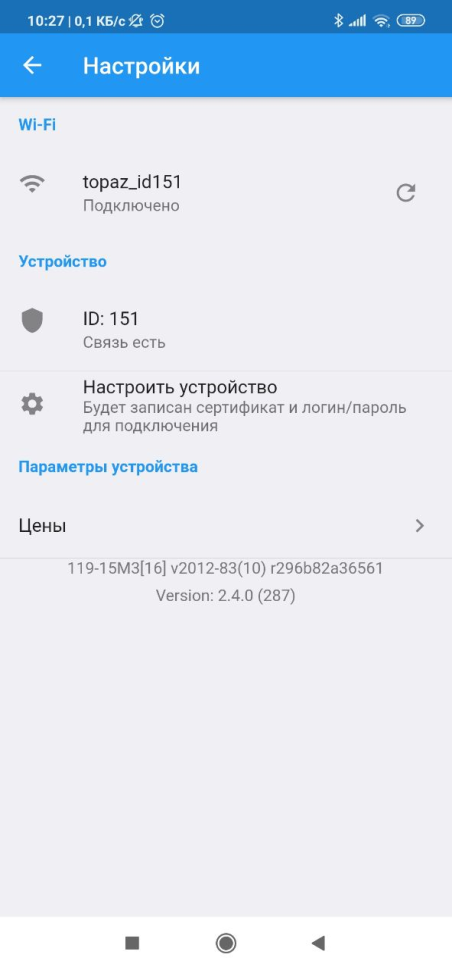 10:27 | 0,1 КБ/с
89
Настройки
Wi-Fi
topaz_id151
Подключено
Устройство
ID: 151
Связь есть
Настроить устройство
Будет записан сертификат и логин/пароль
для подключения
Параметры устройства
Цены
119-15M3[16] v2012-83(10) r296b82a36561
Version: 2.4.0 (287)